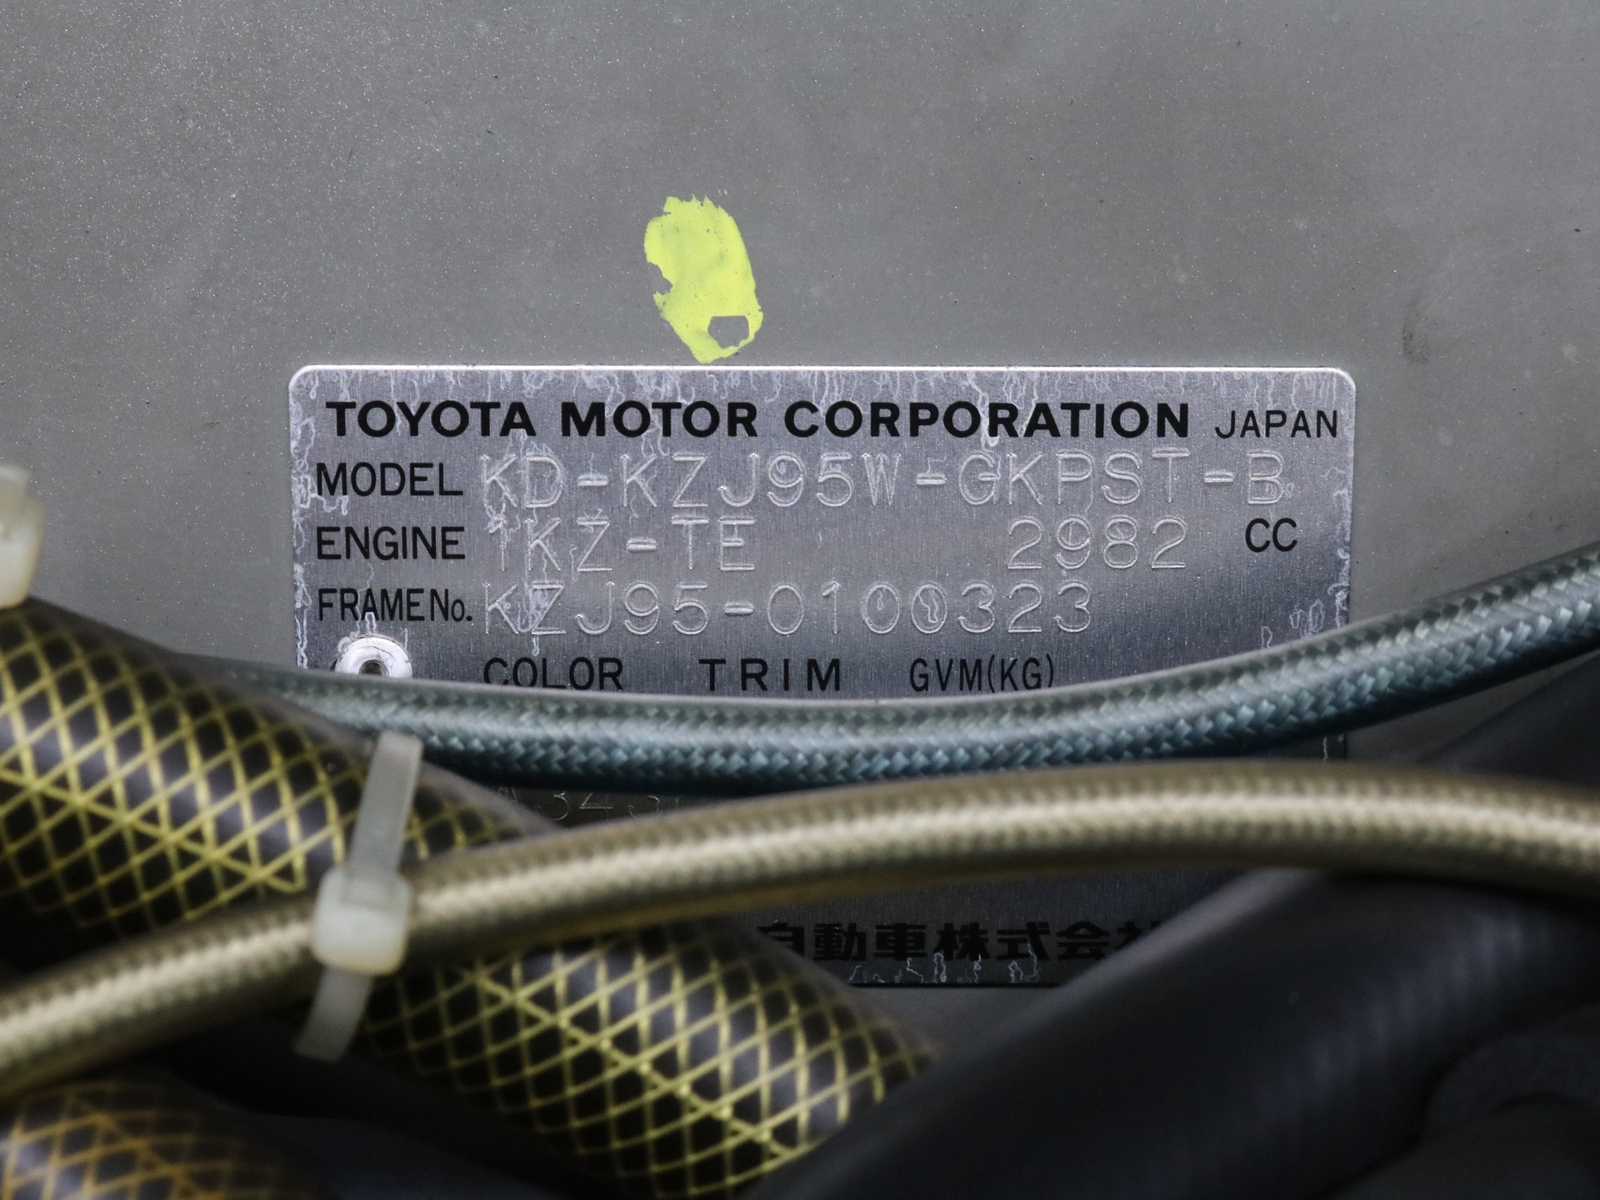 TOYOTA MOTOR CORPORATION JAPAN
MODEL KD-KZJ95W-GKPST-B
ENGINE 1KZ-TE 2982 CC
FRAME No. KZJ95-0100323
COLOR TRIM GVM(KG)
自動車株式会社